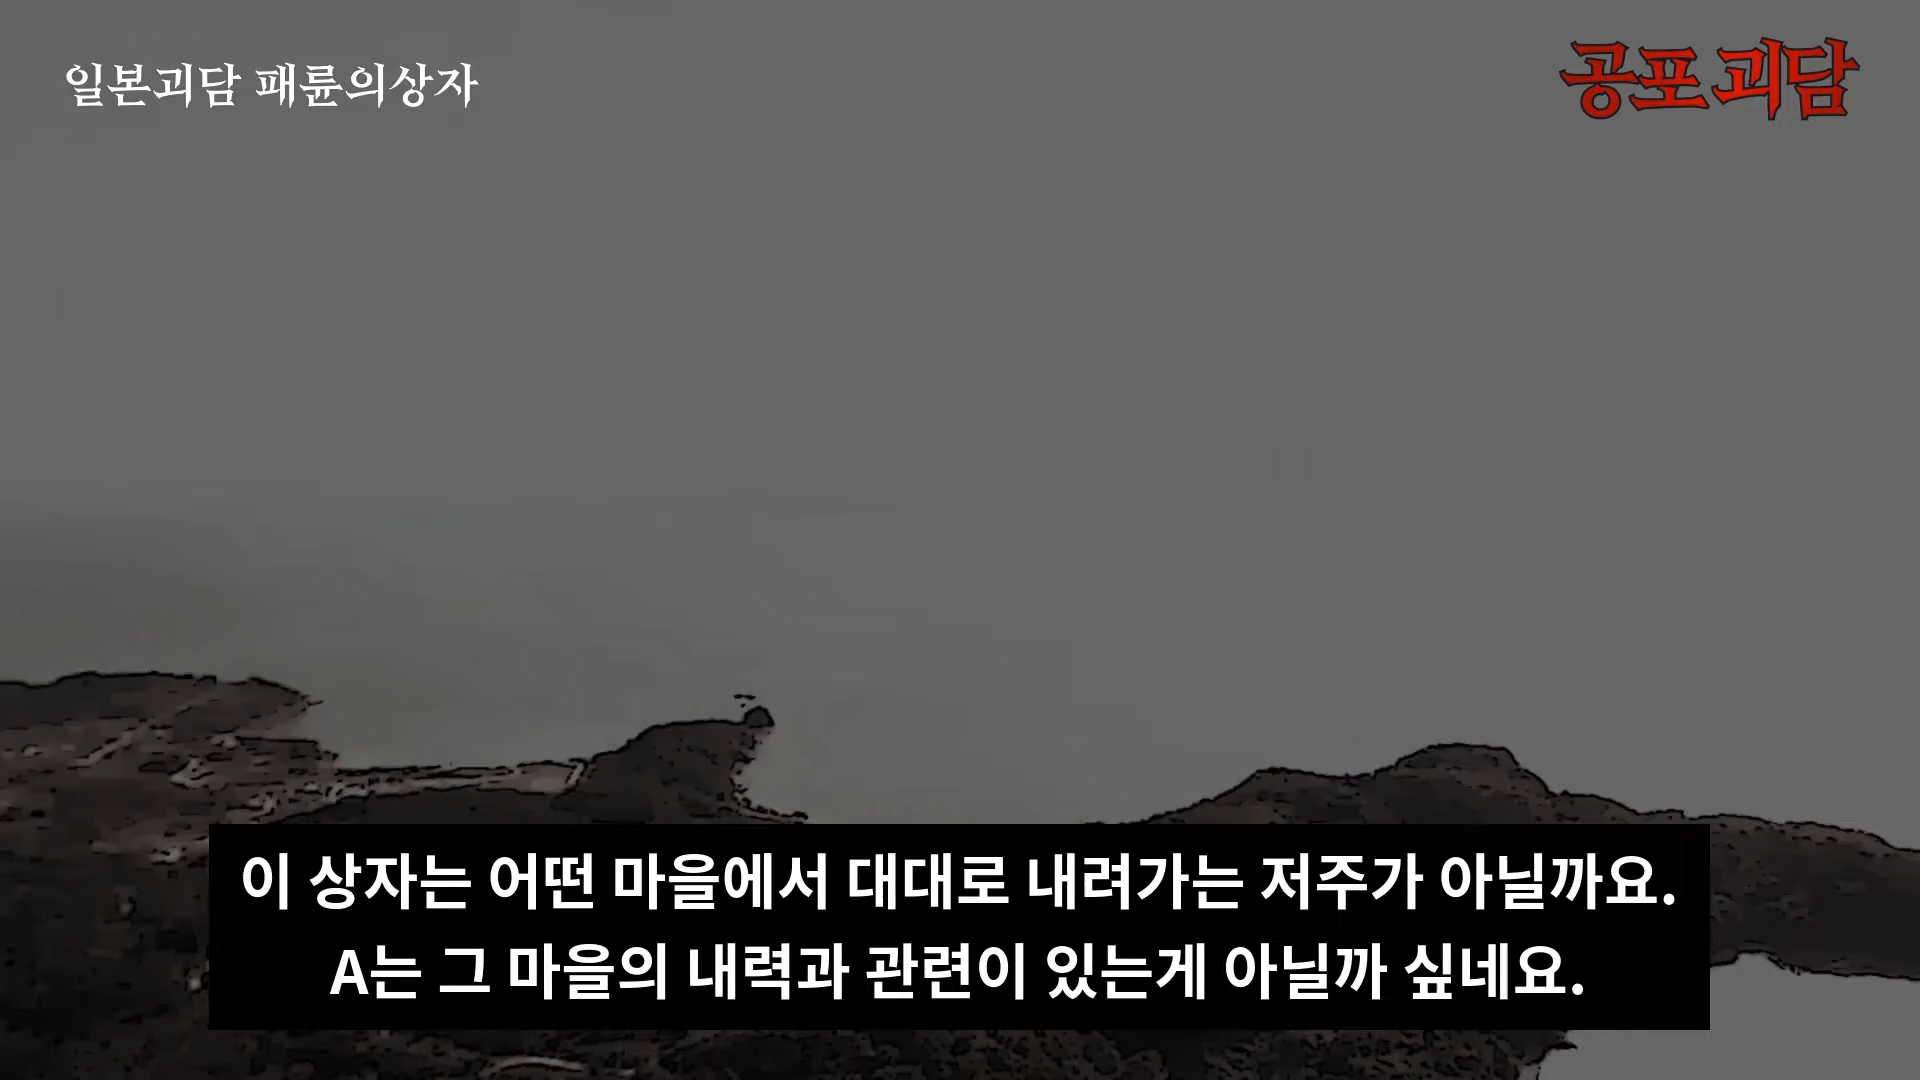 일본괴담 패륜의상자
공포괴담
이 상자는 어떤 마을에서 대대로 내려가는 저주가 아닐까요.
A는 그 마을의 내력과 관련이 있는게 아닐까 싶네요.